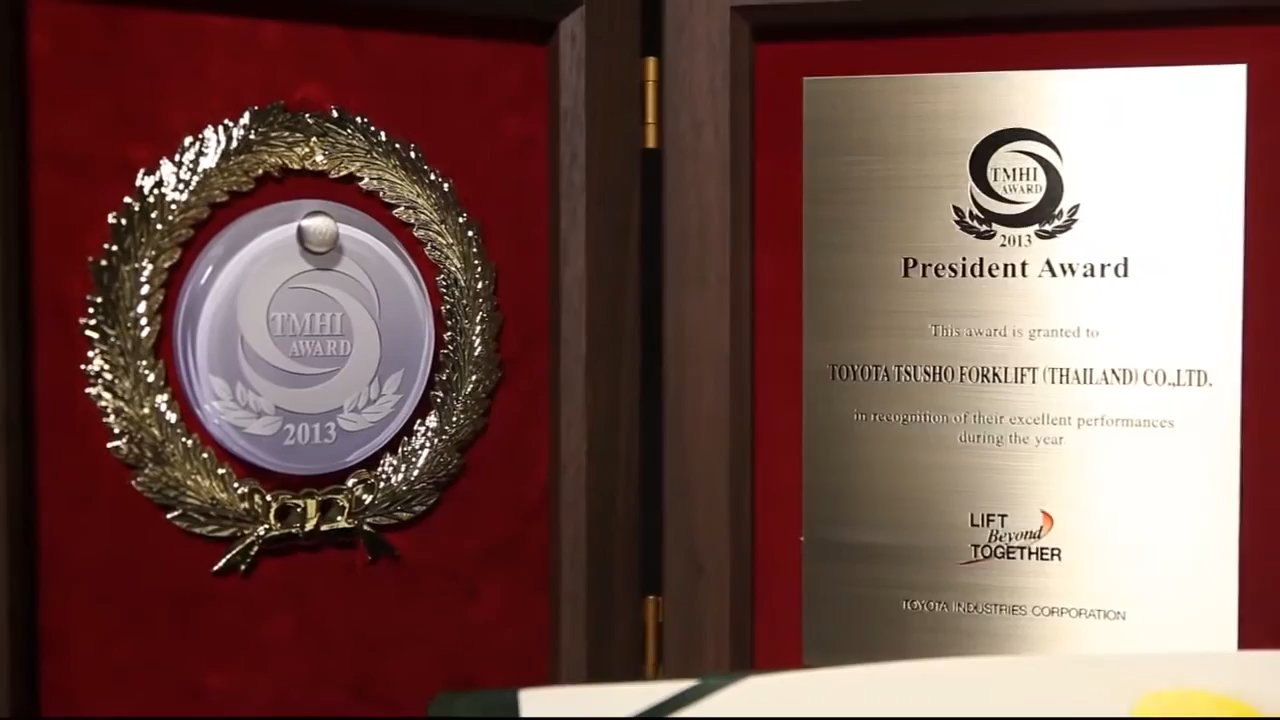 TMHI
AWARD
2013
TMHI
AWARD
2013
President Award
This award is granted to
TOYOTA TSUSHO FORKLIFT (THAILAND) CO.,LTD.
in recognition of their excellent performances
during the year
LIFT
Beyond
TOGETHER
TOYOTA INDUSTRIES CORPORATION